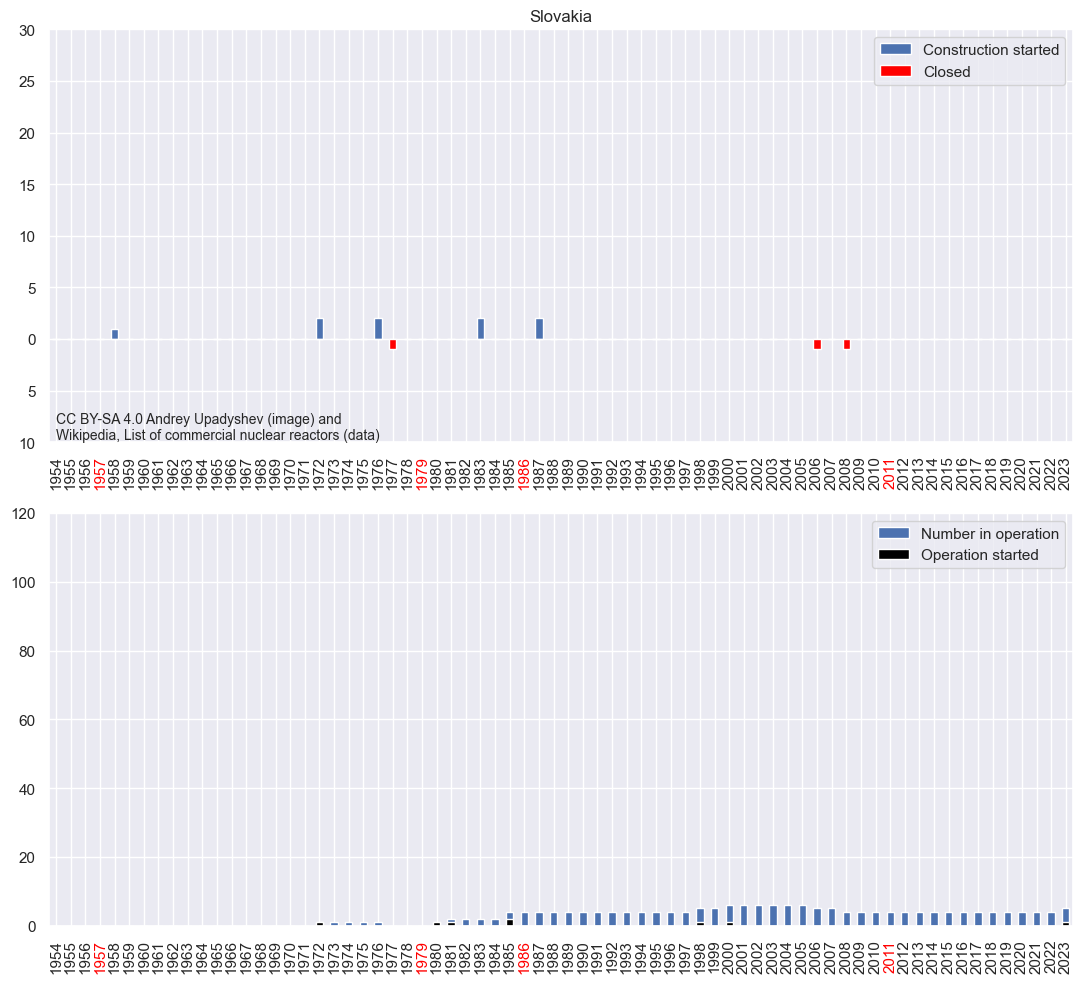 Slovakia
30
25
20
15
10
5
0
5
10
Construction started
Closed
CC BY-SA 4.0 Andrey Upadyshev (image) and
Wikipedia, List of commercial nuclear reactors (data)
1954 1955 1956 1957 1958 1959 1960 1961 1962 1963 1964 1965 1966 1967 1968 1969 1970 1971 1972 1973 1974 1975 1976 1977 1978 1979 1980 1981 1982 1983 1984 1985 1986 1987 1988 1989 1990 1991 1992 1993 1994 1995 1996 1997 1998 1999 2000 2001 2002 2003 2004 2005 2006 2007 2008 2009 2010 2011 2012 2013 2014 2015 2016 2017 2018 2019 2020 2021 2022 2023
120
100
80
60
40
20
0
Number in operation
Operation started
1954 1955 1956 1957 1958 1959 1960 1961 1962 1963 1964 1965 1966 1967 1968 1969 1970 1971 1972 1973 1974 1975 1976 1977 1978 1979 1980 1981 1982 1983 1984 1985 1986 1987 1988 1989 1990 1991 1992 1993 1994 1995 1996 1997 1998 1999 2000 2001 2002 2003 2004 2005 2006 2007 2008 2009 2010 2011 2012 2013 2014 2015 2016 2017 2018 2019 2020 2021 2022 2023